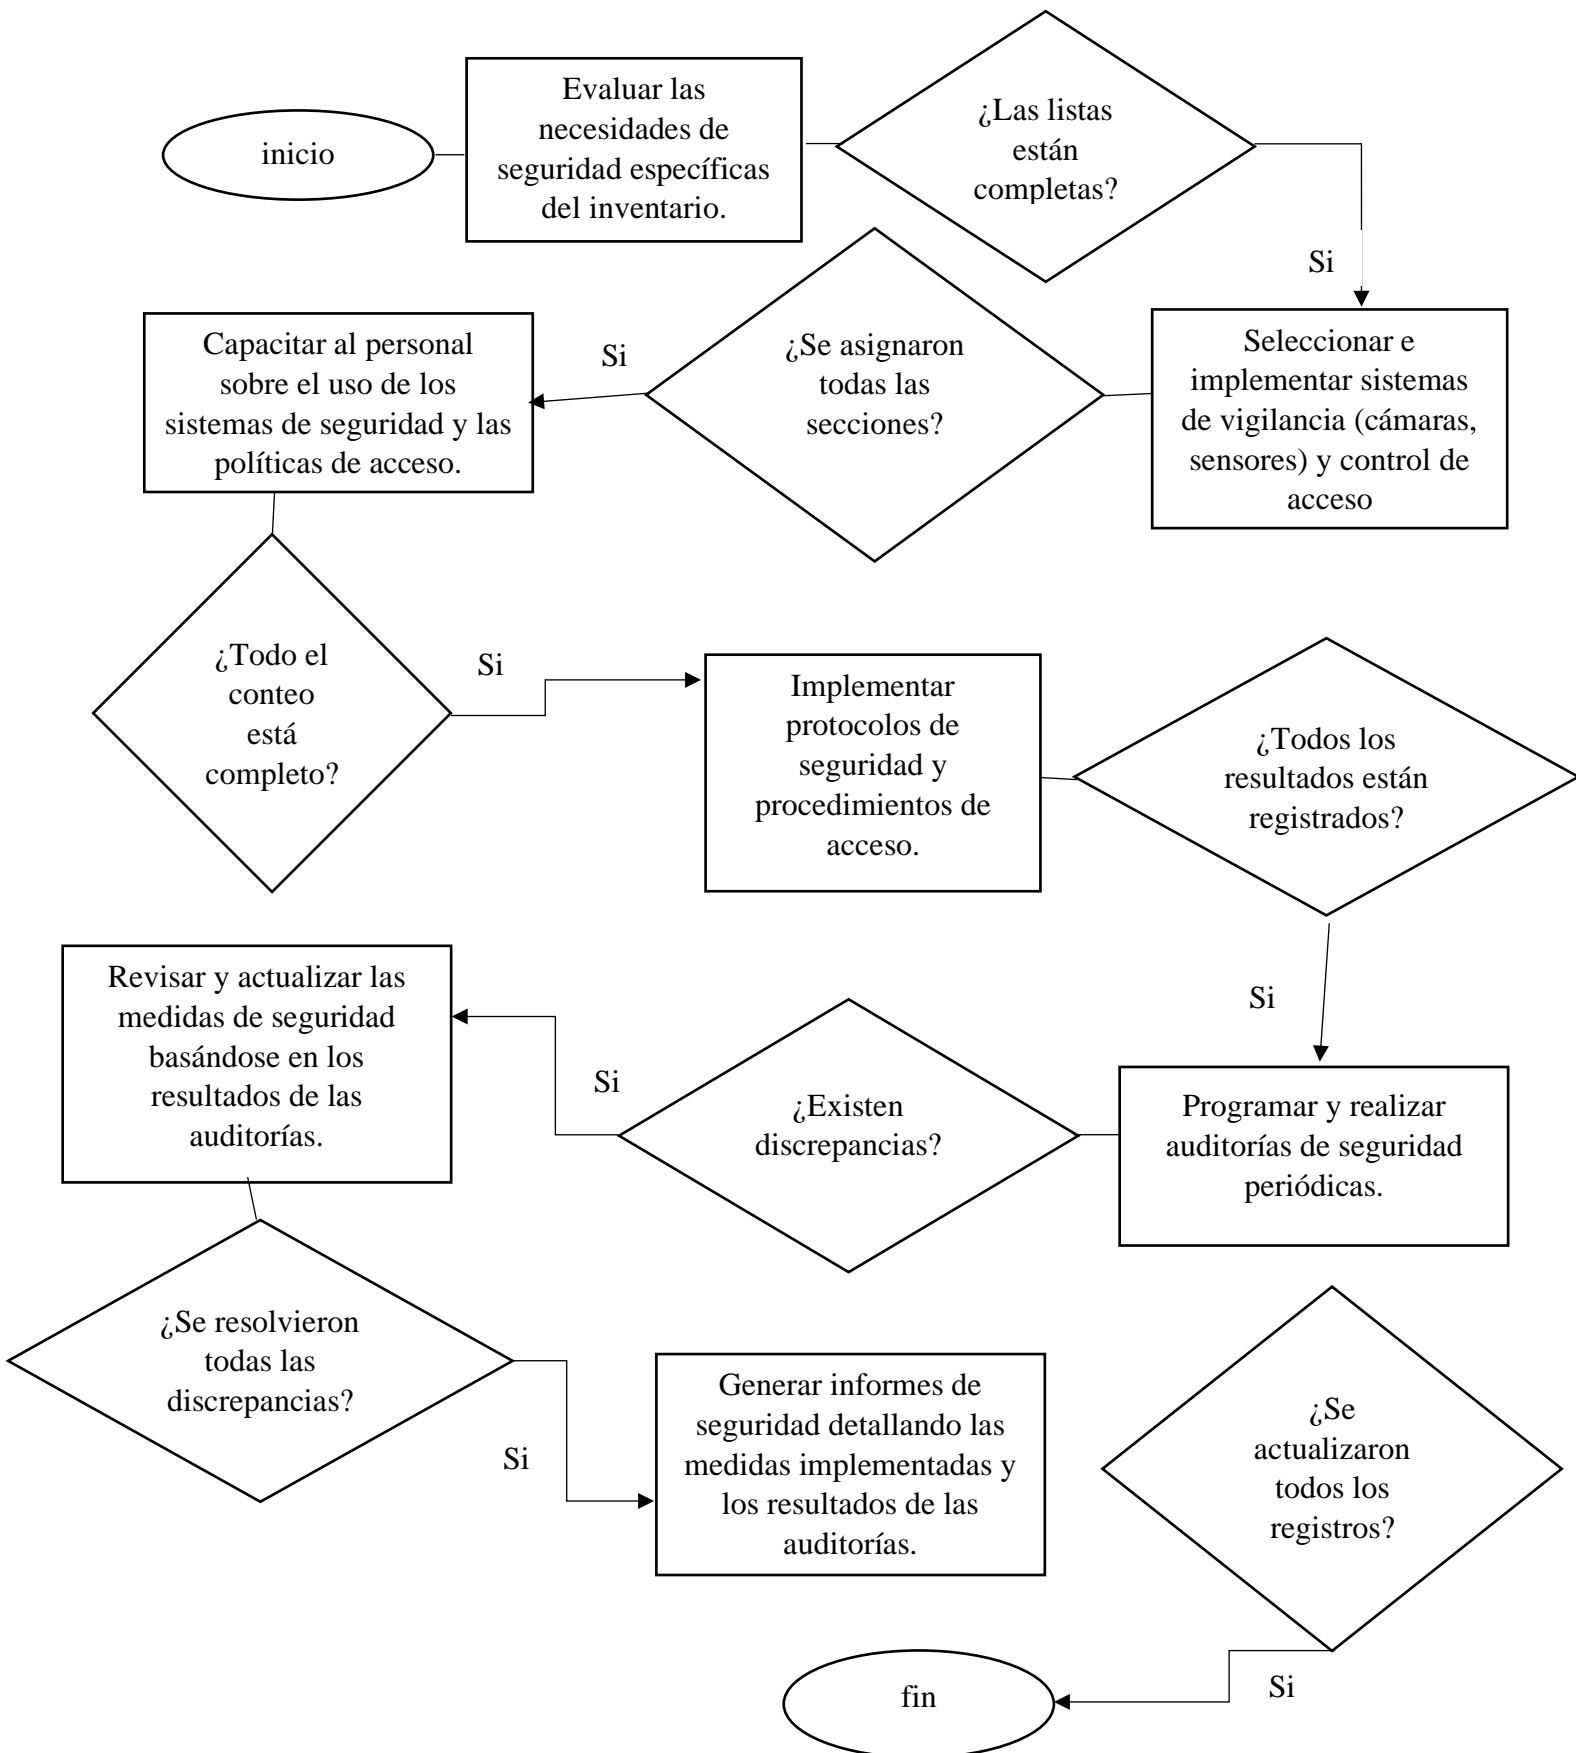 inicio
Evaluar las
necesidades de
seguridad específicas
del inventario.
¿Las listas
están
completas?
Si
Seleccionar e
implementar sistemas
de vigilancia (cámaras,
sensores) y control de
acceso
¿Se asignaron
todas las
secciones?
Si
Capacitar al personal
sobre el uso de los
sistemas de seguridad y las
políticas de acceso.
¿Todo el
conteo
está
completo?
Si
Implementar
protocolos de
seguridad y
procedimientos de
acceso.
¿Todos los
resultados están
registrados?
Si
Programar y realizar
auditorías de seguridad
periódicas.
¿Existen
discrepancias?
Si
Revisar y actualizar las
medidas de seguridad
basándose en los
resultados de las
auditorías.
¿Se resolvieron
todas las
discrepancias?
Si
Generar informes de
seguridad detallando las
medidas implementadas y
los resultados de las
auditorías.
¿Se
actualizaron
todos los
registros?
Si
fin